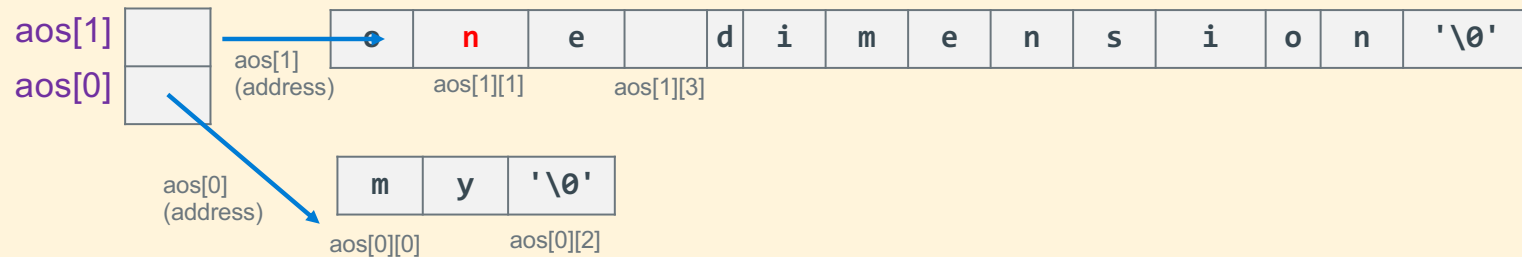 aos[1]
o n e d i m e n s i o n '\0'
aos[1]
(address)
aos[1][1]
aos[1][3]
aos[0]
m y '\0'
aos[0]
(address)
aos[0][0]
aos[0][2]